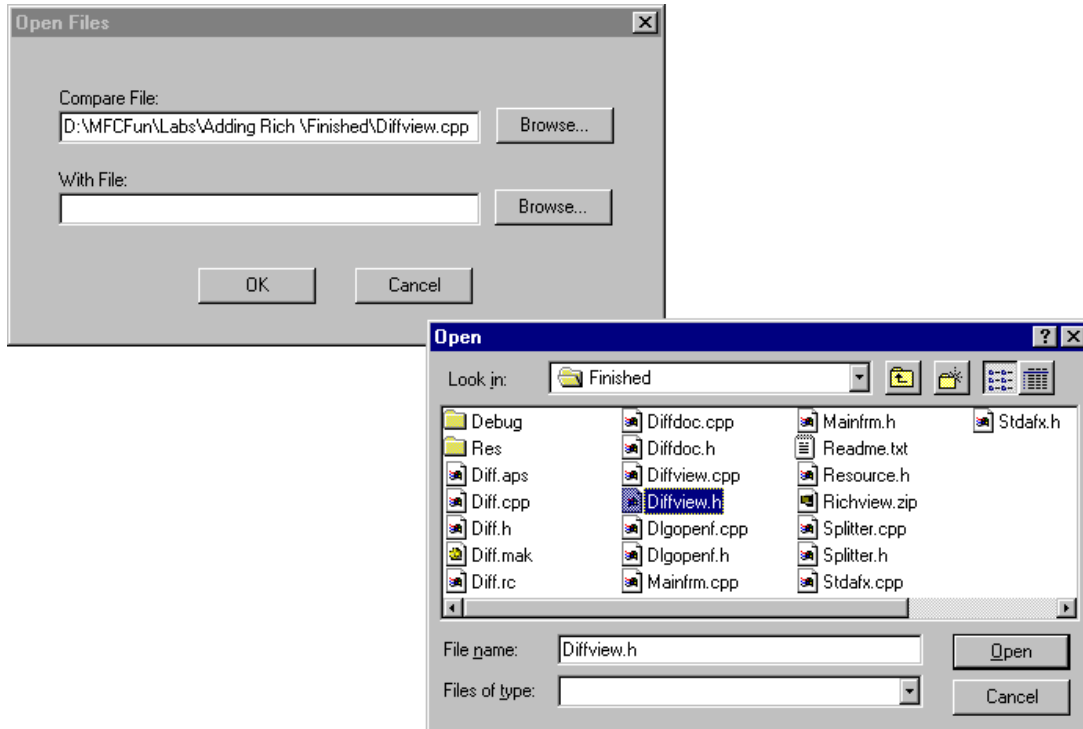 Open Files
Compare File:
D:\MFCFun\Labs\Adding Rich \Finished\Diffview.cpp
Browse...
With File:
Browse...
OK
Cancel
Open
Look in:
Finished
Debug
Res
Diff.aps
Diff.cpp
Diff.h
Diff.mak
Diff.rc
Diffdoc.cpp
Diffdoc.h
Diffview.cpp
Diffview.h
Dlgopenf.cpp
Dlgopenf.h
Mainfrm.cpp
Mainfrm.h
Readme.txt
Resource.h
Richview.zip
Splitter.cpp
Splitter.h
Stdafx.cpp
Stdafx.h
File name:
Diffview.h
Open
Files of type:
Cancel